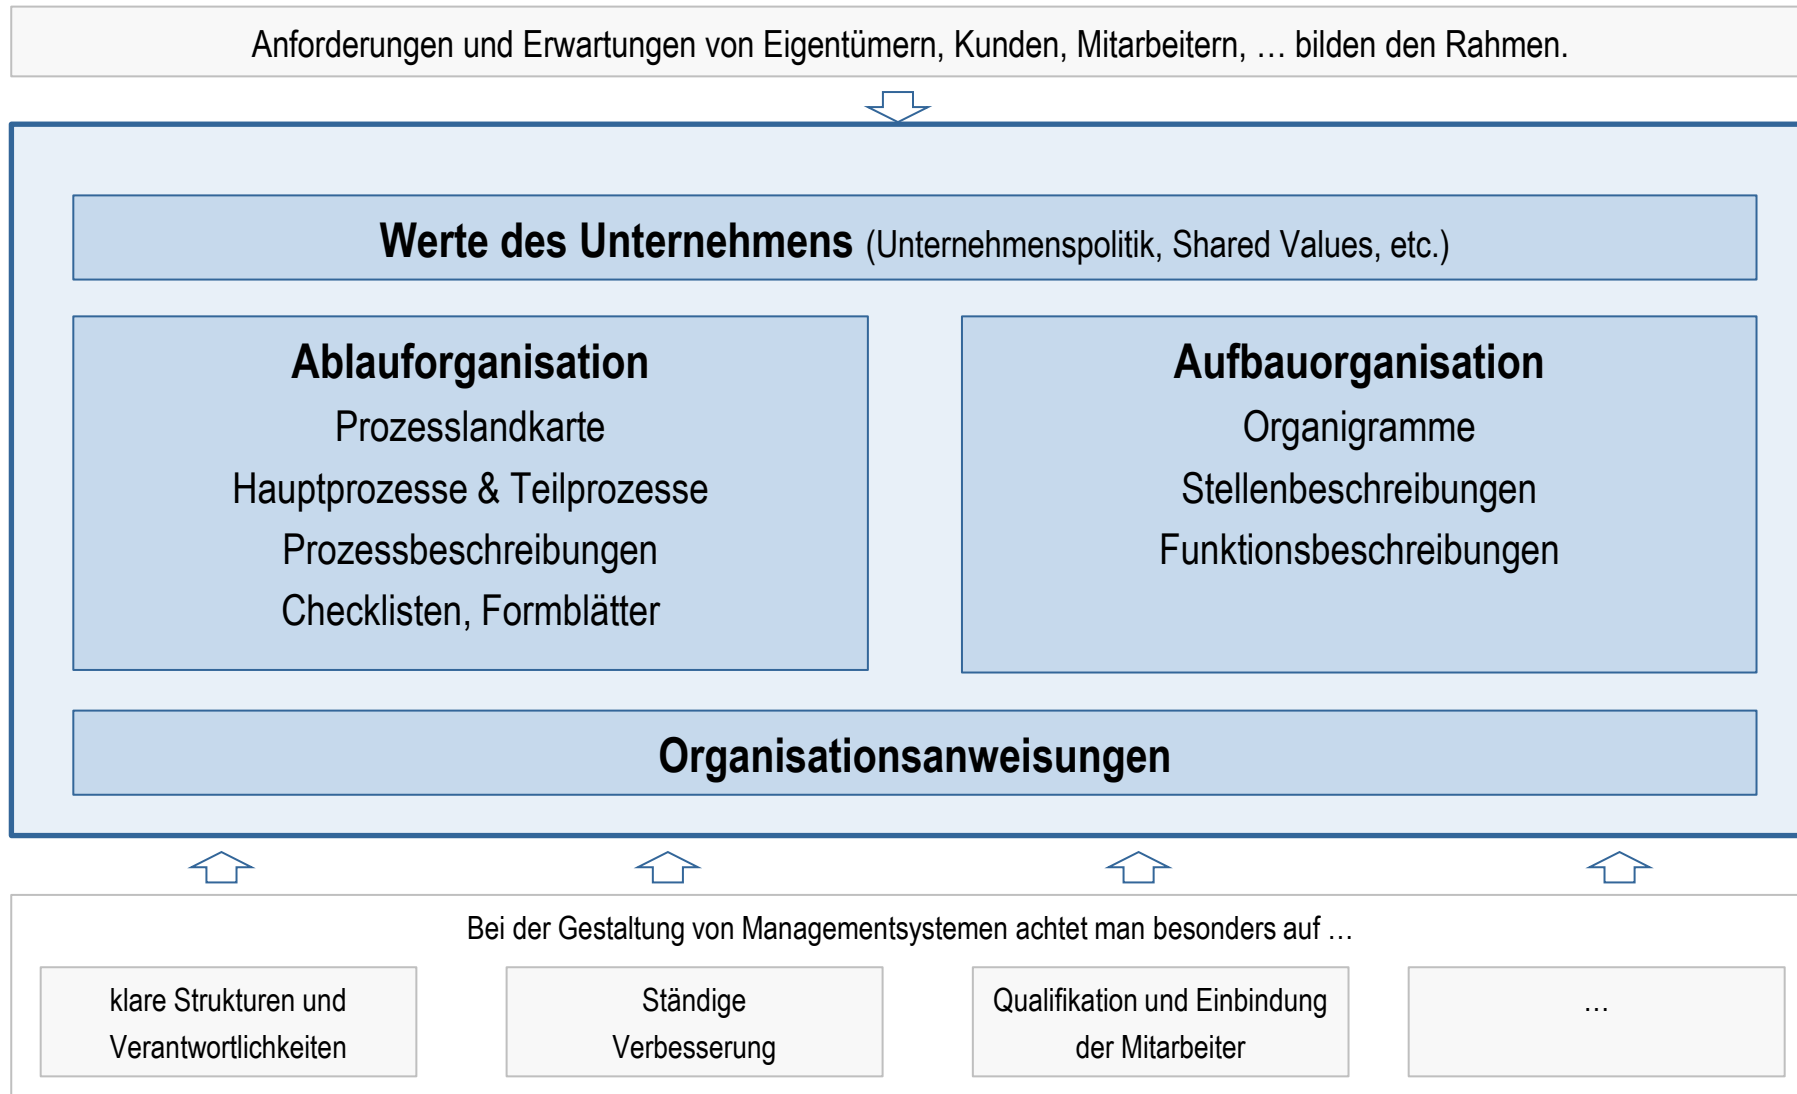 Anforderungen und Erwartungen von Eigentümern, Kunden, Mitarbeitern, … bilden den Rahmen.
Werte des Unternehmens (Unternehmenspolitik, Shared Values, etc.)
Ablauforganisation
Prozesslandkarte
Hauptprozesse & Teilprozesse
Prozessbeschreibungen
Checklisten, Formblätter
Aufbauorganisation
Organigramme
Stellenbeschreibungen
Funktionsbeschreibungen
Organisationsanweisungen
Bei der Gestaltung von Managementsystemen achtet man besonders auf …
klare Strukturen und
Verantwortlichkeiten
Ständige
Verbesserung
Qualifikation und Einbindung
der Mitarbeiter
…